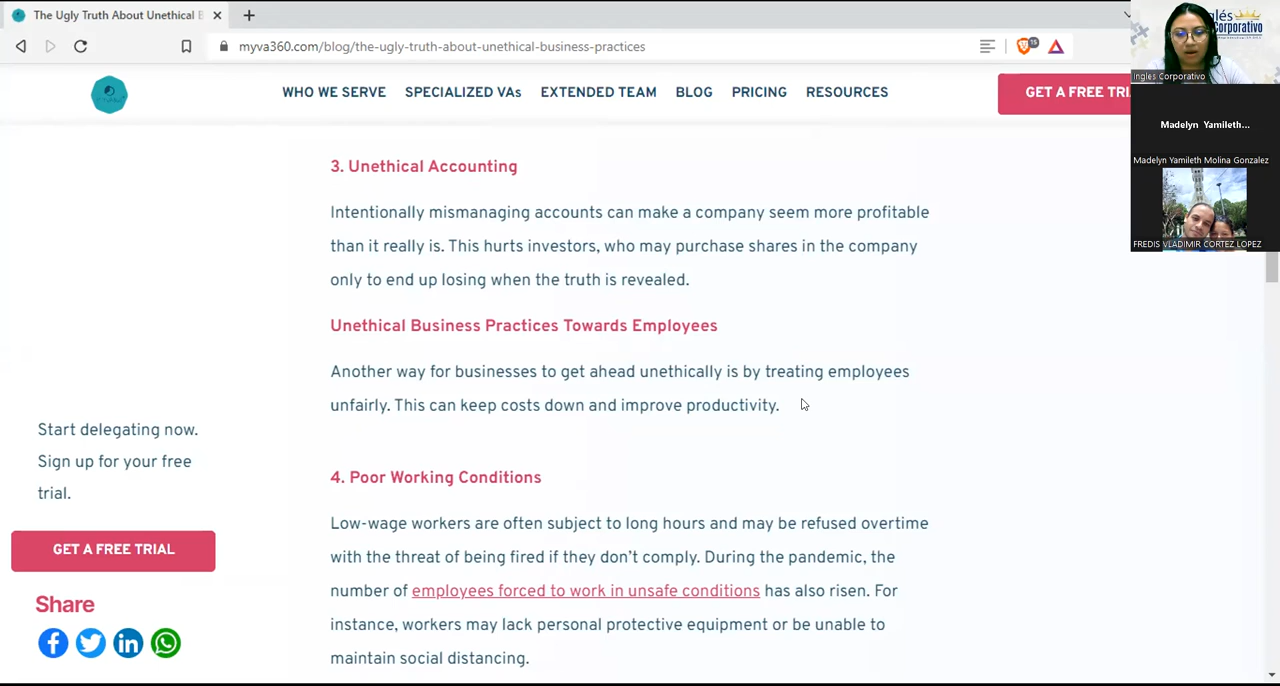 The Ugly Truth About Unethical B
myva360.com/blog/the-ugly-truth-about-unethical-business-practices
15
WHO WE SERVE SPECIALIZED VAs EXTENDED TEAM BLOG PRICING RESOURCES
GET A FREE TRI
3. Unethical Accounting
Intentionally mismanaging accounts can make a company seem more profitable
than it really is. This hurts investors, who may purchase shares in the company
only to end up losing when the truth is revealed.
Unethical Business Practices Towards Employees
Another way for businesses to get ahead unethically is by treating employees
unfairly. This can keep costs down and improve productivity.
4. Poor Working Conditions
Low-wage workers are often subject to long hours and may be refused overtime
with the threat of being fired if they don’t comply. During the pandemic, the
number of employees forced to work in unsafe conditions has also risen. For
instance, workers may lack personal protective equipment or be unable to
maintain social distancing.
Start delegating now.
Sign up for your free
trial.
GET A FREE TRIAL
Share
glés
orporativo
Ingles Corporativo
Madelyn Yamileth...
Madelyn Yamileth Molina Gonzalez
FREDIS VLADIMIR CORTEZ LOPEZ